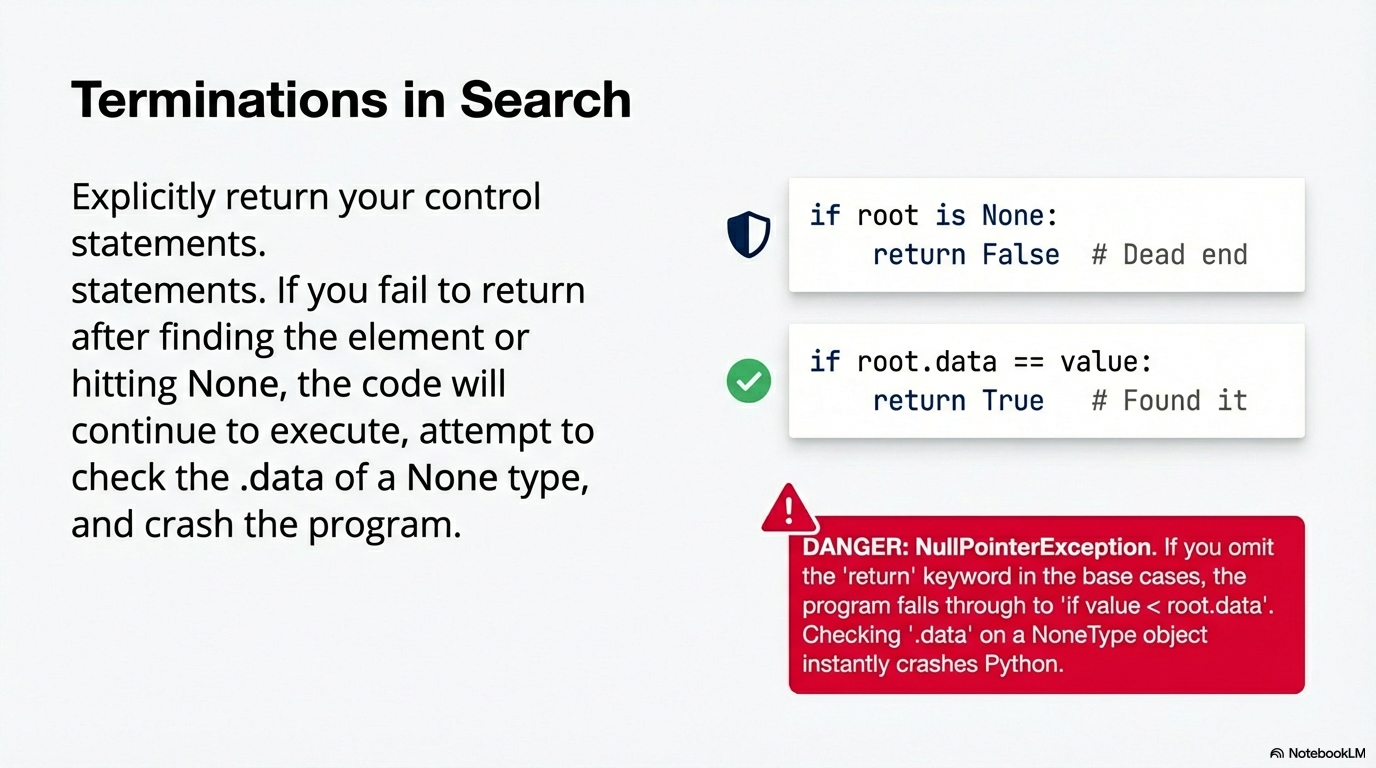 Terminations in Search
Explicitly return your control
statements.
statements. If you fail to return
after finding the element or
hitting None, the code will
continue to execute, attempt to
check the .data of a None type,
and crash the program.
if root is None:
    return False  # Dead end
if root.data == value:
    return True   # Found it
DANGER: NullPointerException. If you omit
the 'return' keyword in the base cases, the
program falls through to 'if value < root.data'.
Checking '.data' on a NoneType object
instantly crashes Python.
NotebookLM